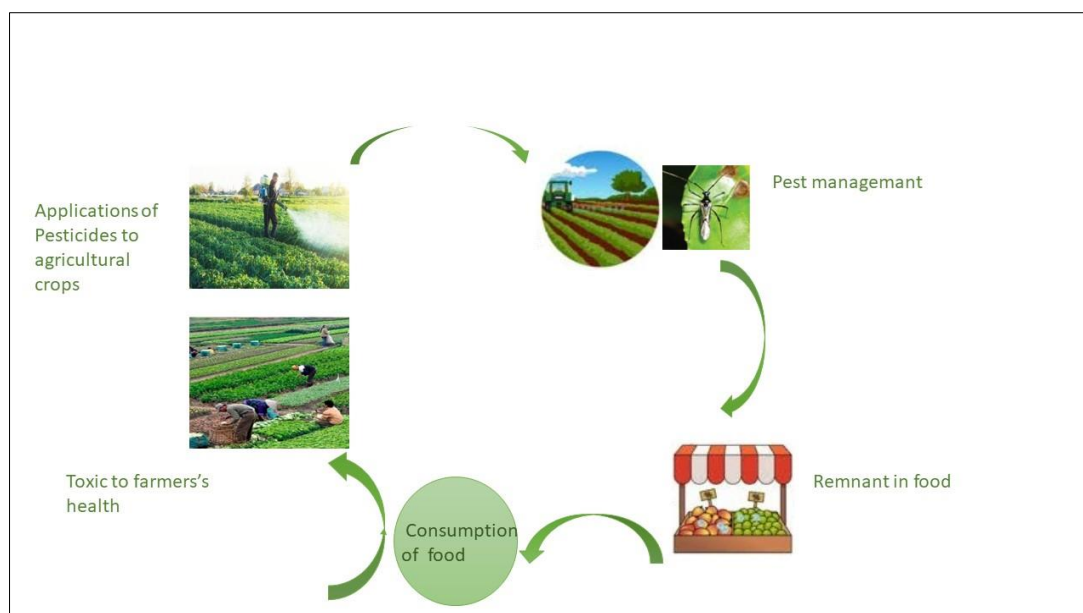 Applications of
Pesticides to
agricultural
crops
Pest managemant
Remnant in food
Consumption
of food
Toxic to farmers's
health